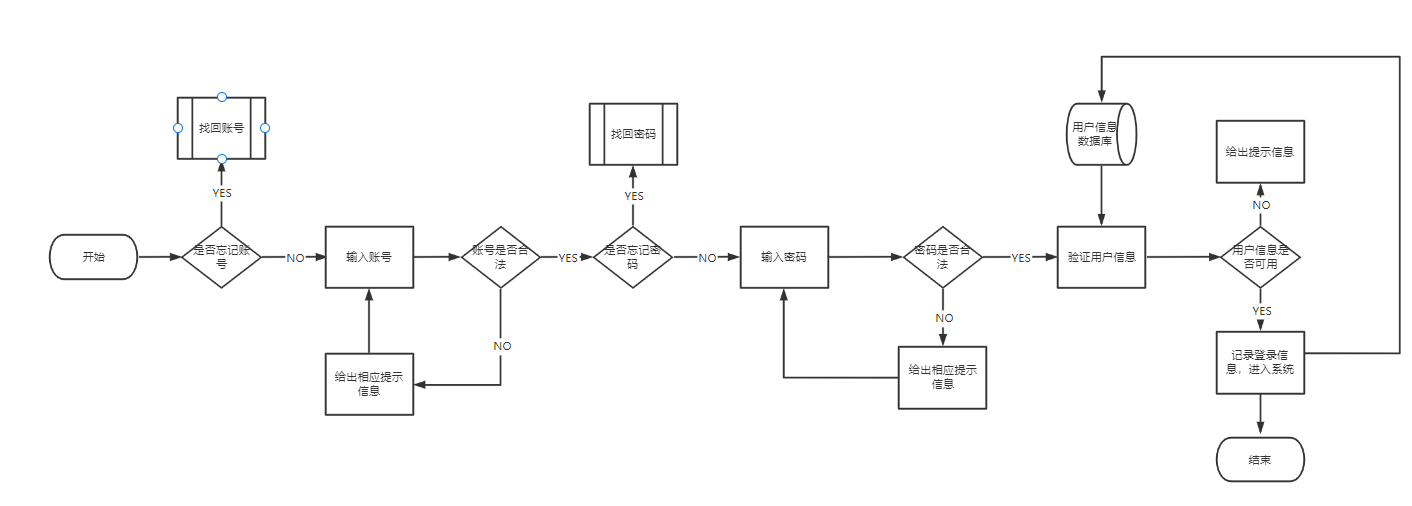 找回账号
YES
开始
是否忘记账
号
NO
输入账号
给出相应提示
信息
账号是否合
法
NO
YES
找回密码
YES
是否忘记密
码
NO
输入密码
密码是否合
法
NO
给出相应提示
信息
YES
用户信息
数据库
验证用户信息
给出提示信息
NO
用户信息是
否可用
YES
记录登录信
息，进入系统
结束